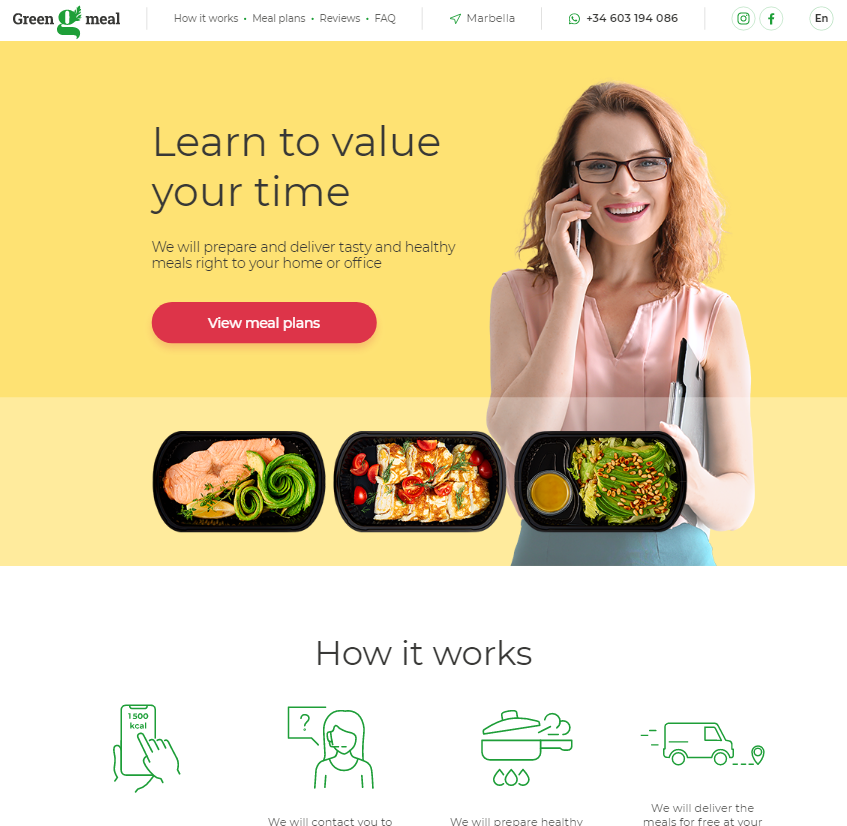 Green g meal
How it works • Meal plans • Reviews • FAQ
Marbella
+34 603 194 086
En
Learn to value
your time
We will prepare and deliver tasty and healthy
meals right to your home or office
View meal plans
How it works
1500
kcal
?
We will contact you to
We will prepare healthy
We will deliver the
meals for free at your